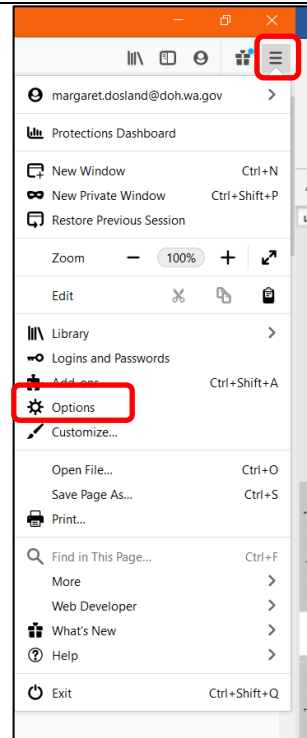 margaret.dosland@doh.wa.gov
Protections Dashboard
New Window Ctrl+N
New Private Window Ctrl+Shift+P
Restore Previous Session
Zoom 100%
Edit
Library
Logins and Passwords
Add-ons Ctrl+Shift+A
Options
Customize...
Open File... Ctrl+O
Save Page As... Ctrl+S
Print...
Find in This Page... Ctrl+F
More
Web Developer
What's New
Help
Exit Ctrl+Shift+Q